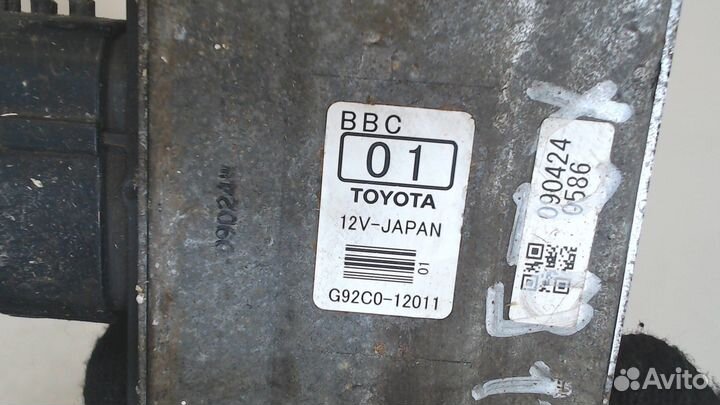 BBC
01
TOYOTA
12V-JAPAN
01
G92C0-12011
090424
0586
Avito